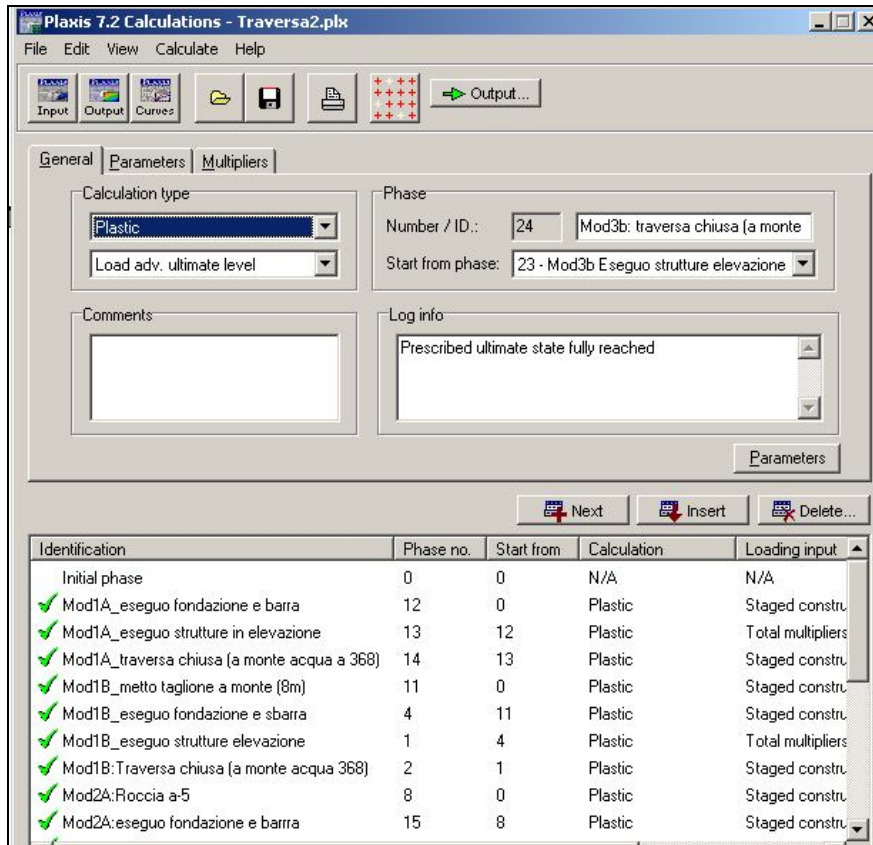 Plaxis 7.2 Calculations - Traversa2.plx
File Edit View Calculate Help
Input Output Curves Output...
General Parameters Multipliers
Calculation type
Plastic
Load adv. ultimate level
Phase
Number / ID.: 24 Mod3b: traversa chiusa (a monte
Start from phase: 23 - Mod3b Eseguo strutture elevazione
Comments
Log info
Prescribed ultimate state fully reached
Parameters
Next Insert Delete...
Identification Phase no. Start from Calculation Loading input
Initial phase 0 0 N/A N/A
Mod1A_eseguo fondazione e barra 12 0 Plastic Staged constru
Mod1A_eseguo strutture in elevazione 13 12 Plastic Total multipliers
Mod1A_traversa chiusa (a monte acqua a 368) 14 13 Plastic Staged constru
Mod1B_metto taglione a monte (8m) 11 0 Plastic Staged constru
Mod1B_eseguo fondazione e sbarra 4 11 Plastic Staged constru
Mod1B_eseguo strutture elevazione 1 4 Plastic Total multipliers
Mod1B:Traversa chiusa (a monte acqua 368) 2 1 Plastic Staged constru
Mod2A:Roccia a-5 8 0 Plastic Staged constru
Mod2A:eseguo fondazione e barrra 15 8 Plastic Staged constru